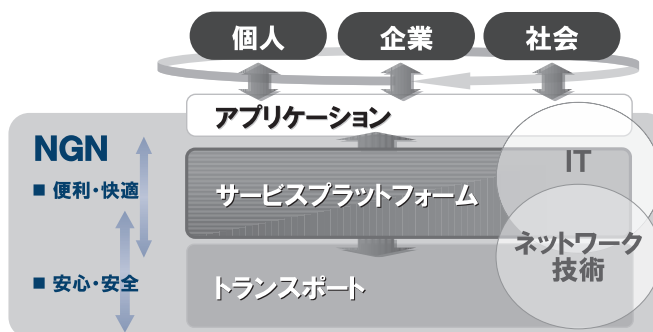 個人 企業 社会
アプリケーション
NGN
IT
■ 便利・快適
サービスプラットフォーム
ネットワーク
技術
■ 安心・安全
トランスポート